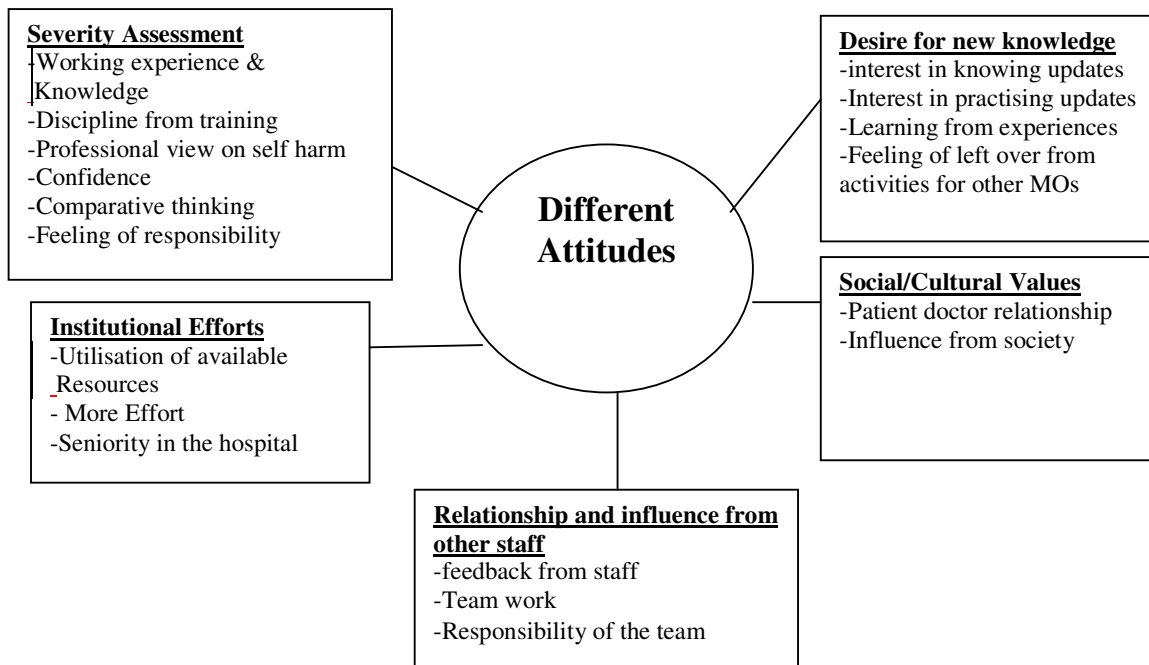 Severity Assessment
-Working experience &
Knowledge
-Discipline from training
-Professional view on self harm
-Confidence
-Comparative thinking
-Feeling of responsibility
Desire for new knowledge
-interest in knowing updates
-Interest in practising updates
-Learning from experiences
-Feeling of left over from
activities for other MOs
Different
Attitudes
Social/Cultural Values
-Patient doctor relationship
-Influence from society
Institutional Efforts
-Utilisation of available
Resources
- More Effort
-Seniority in the hospital
Relationship and influence from
other staff
-feedback from staff
-Team work
-Responsibility of the team